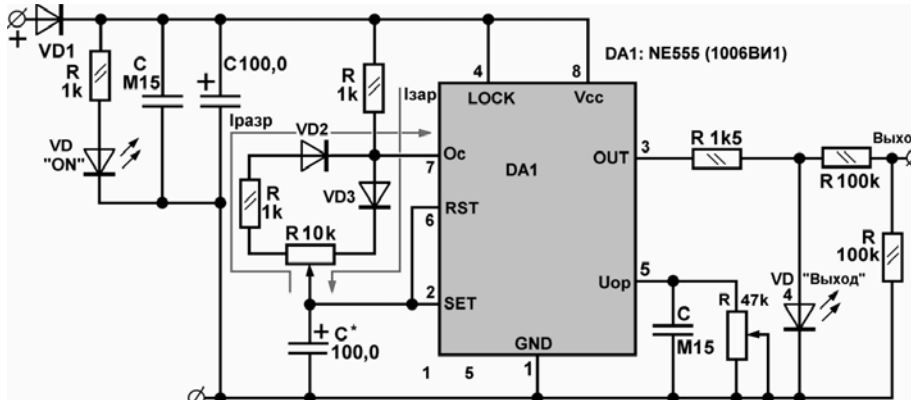 +
VD1
R
1k
C
M15
+
C100,0
VD
"ON"
R
1k
Iзар
Iразр
VD2
VD3
R
1k
R10k
+
C*
100,0
DA1: NE555 (1006ВИ1)
4
8
LOCK
Vcc
Oc
7
DA1
OUT
3
RST
6
2
SET
Uop
5
GND
1
1
5
R 1k5
Выхо
R 100k
R
100k
VD
4
"Выход"
R
47k
C
M15